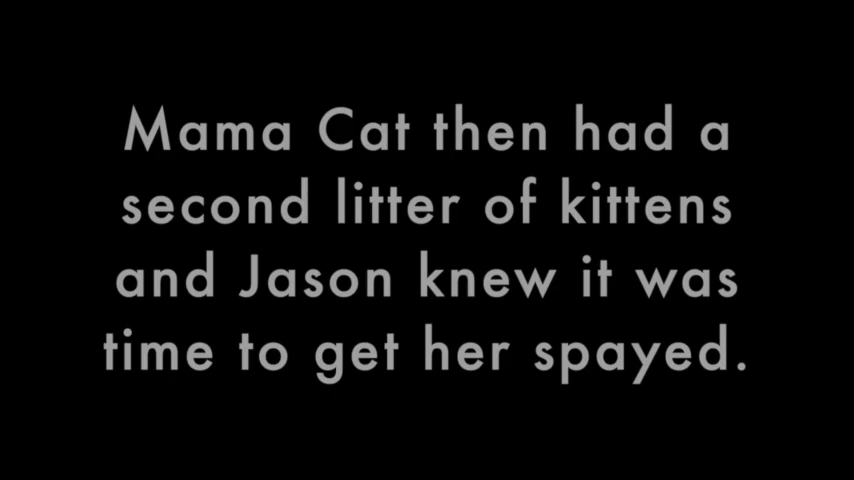 Mama Cat then had a
second litter of kittens
and Jason knew it was
time to get her spayed.